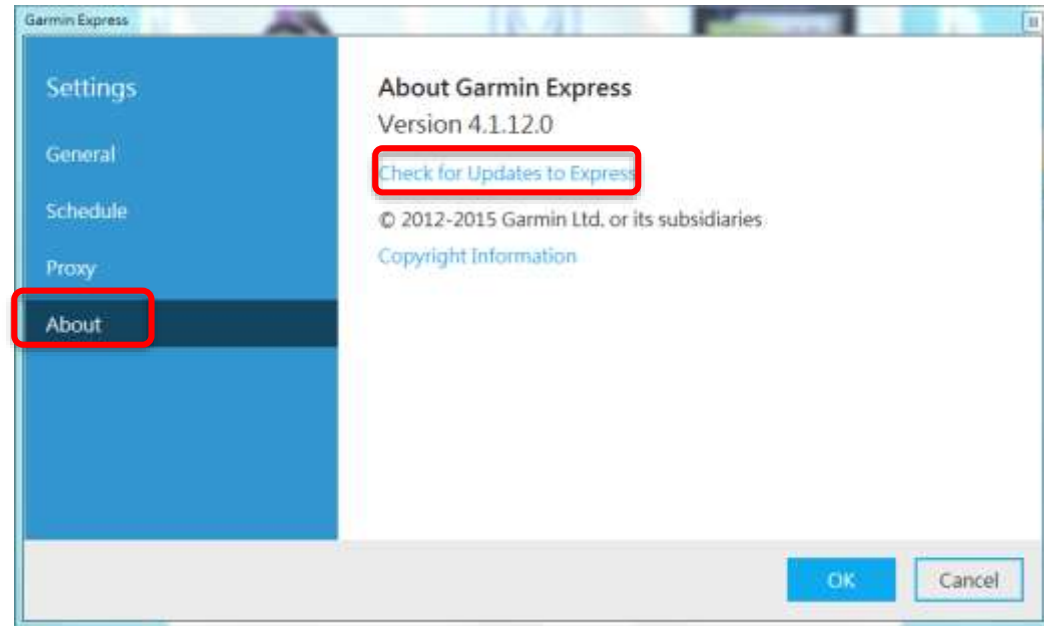 Garmin Express
Settings
General
Schedule
Proxy
About
About Garmin Express
Version 4.1.12.0
Check for Updates to Express
© 2012-2015 Garmin Ltd. or its subsidiaries
Copyright Information
OK
Cancel